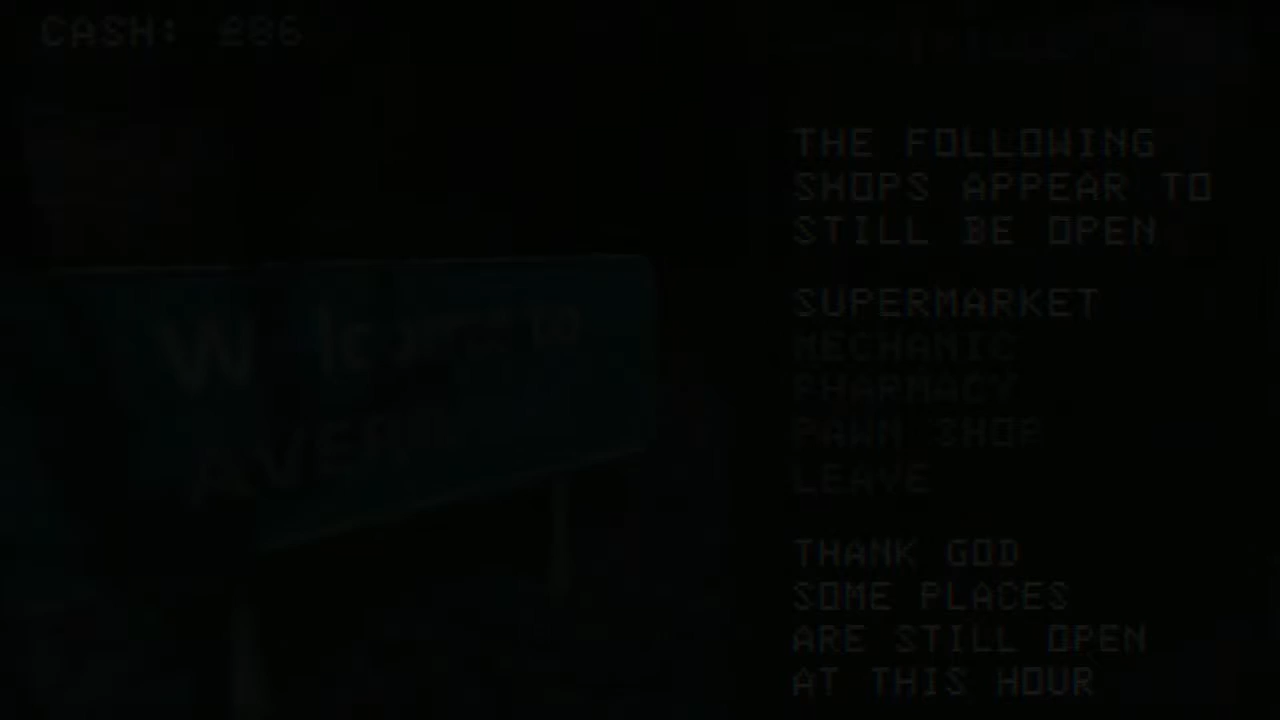 CASH: £86
THE FOLLOWING
SHOPS APPEAR TO
STILL BE OPEN
SUPERMARKET
MECHANIC
PHARMACY
PAWN SHOP
LEAVE
THANK GOD
SOME PLACES
ARE STILL OPEN
AT THIS HOUR